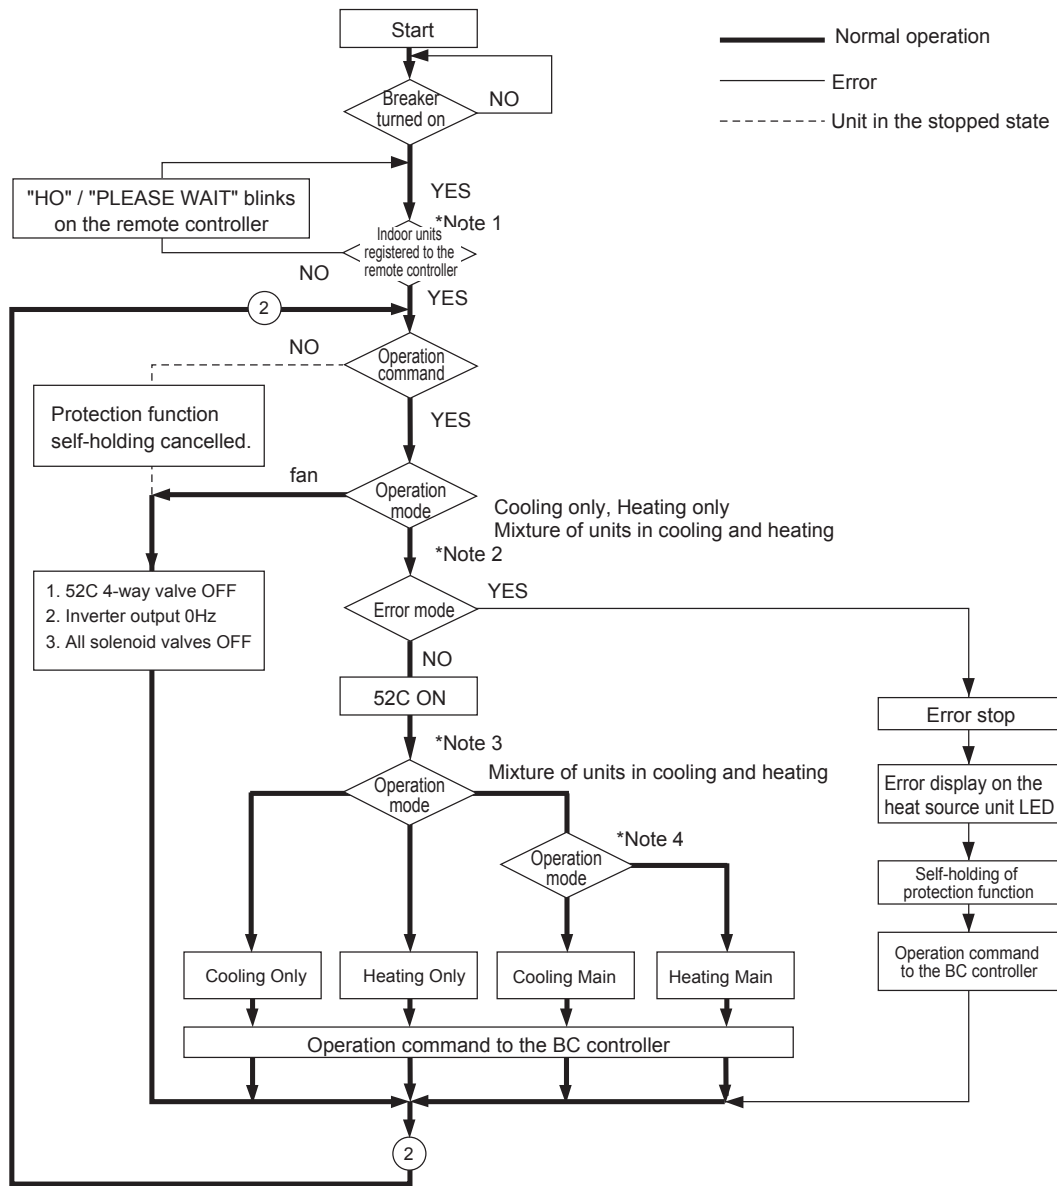 Start
Normal operation
Error
Unit in the stopped state
Breaker
turned on
NO
YES
"HO" / "PLEASE WAIT" blinks
on the remote controller
*Note 1
Indoor units
registered to the
remote controller
NO
YES
2
NO
Operation
command
YES
Protection function
self-holding cancelled.
fan
Operation
mode
Cooling only, Heating only
Mixture of units in cooling and heating
*Note 2
1. 52C 4-way valve OFF
2. Inverter output 0Hz
3. All solenoid valves OFF
Error mode
YES
NO
52C ON
Error stop
*Note 3
Mixture of units in cooling and heating
Operation
mode
Error display on the
heat source unit LED
*Note 4
Operation
mode
Self-holding of
protection function
Operation command
to the BC controller
Cooling Only
Heating Only
Cooling Main
Heating Main
Operation command to the BC controller
2